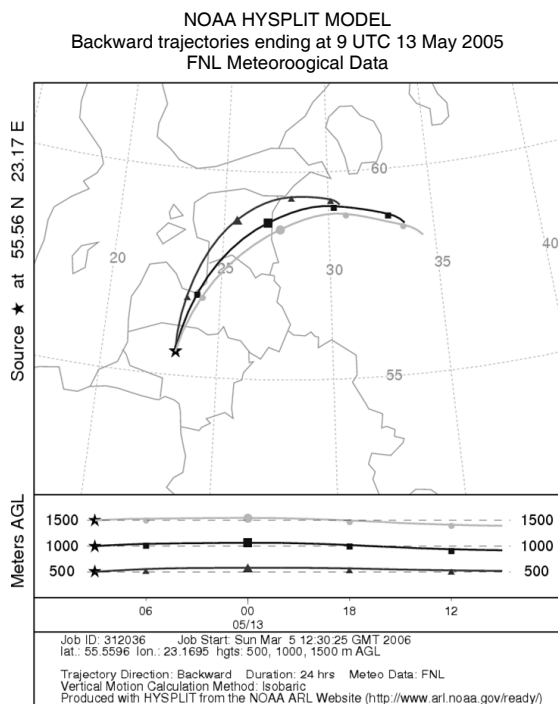 NOAA HYSPLIT MODEL
Backward trajectories ending at 9 UTC 13 May 2005
FNL Meteoroogical Data
Source ★ at 55.56 N 23.17 E
60
40
20
25
30
35
55
Meters AGL
1500 1500
1000 1000
500 500
06 00 18 12
05/13
Job ID: 312036 Job Start: Sun Mar 5 12:30:25 GMT 2006
lat.: 55.5596 lon.: 23.1695 hgts: 500, 1000, 1500 m AGL
Trajectory Direction: Backward Duration: 24 hrs Meteo Data: FNL
Vertical Motion Calculation Method: Isobaric
Produced with HYSPLIT from the NOAA ARL Website (http://www.arl.noaa.gov/ready/)